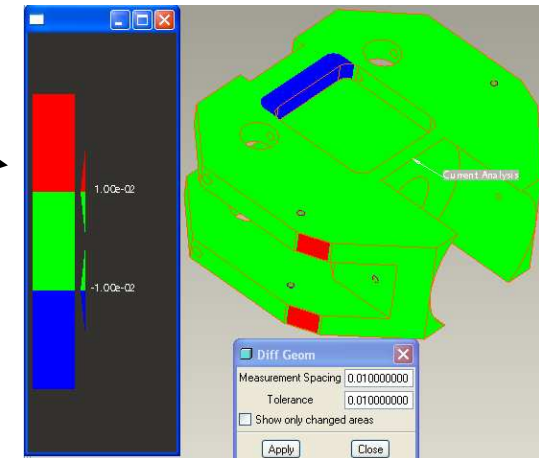 1.00e-02
-1.00e-02
Current Analysis
Diff Geom
Measurement Spacing 0.010000000
Tolerance 0.010000000
Show only changed areas
Apply Close